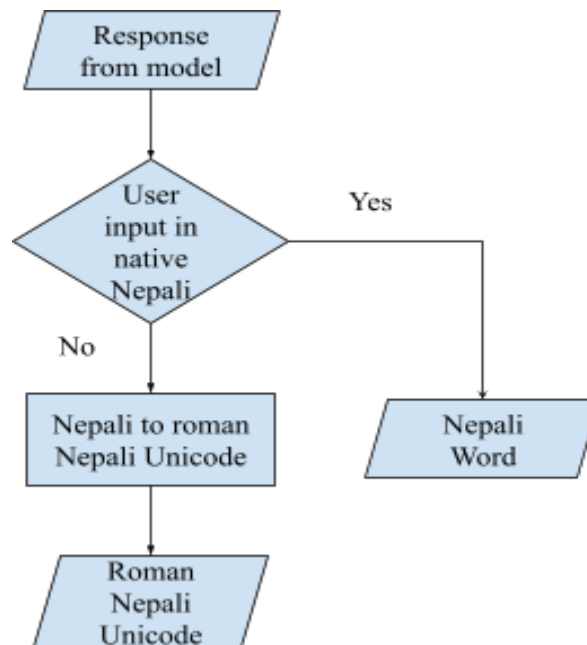 Response
from model
User
input in
native
Nepali
Yes
No
Nepali to roman
Nepali Unicode
Nepali
Word
Roman
Nepali
Unicode